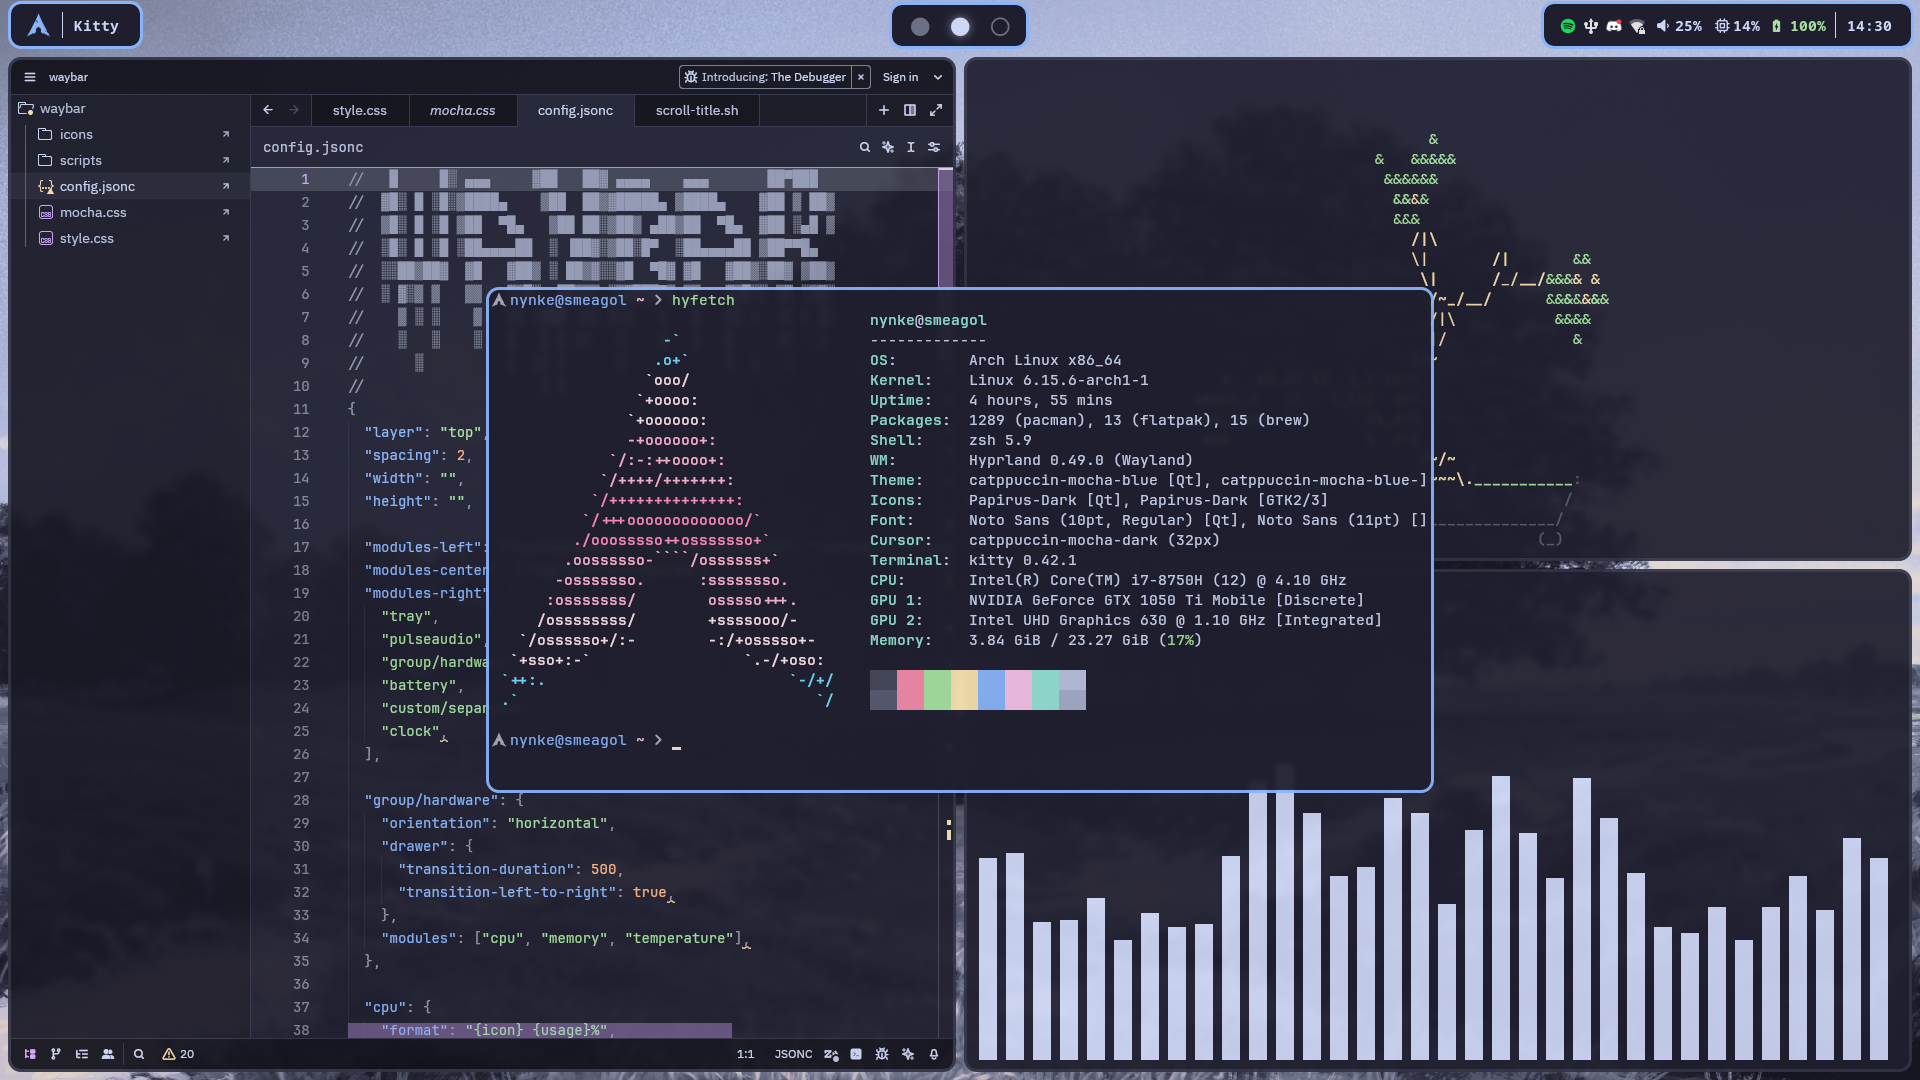 Kitty
25% 14% 100% 14:30
waybar
Introducing: The Debugger × Sign in
waybar
icons
scripts
config.jsonc
mocha.css
style.css
style.css mocha.css config.jsonc scroll-title.sh
config.jsonc
1 //
2 //
3 //
4 //
5 //
6 //
7 //
8 //
9 //
10 //
11 {
12 "layer": "top",
13 "spacing": 2,
14 "width": "",
15 "height": "",
16
17 "modules-left":
18 "modules-center
19 "modules-right"
20 "tray",
21 "pulseaudio",
22 "group/hardwa
23 "battery",
24 "custom/separ
25 "clock",
26 ],
27
28 "group/hardware": {
29 "orientation": "horizontal",
30 "drawer": {
31 "transition-duration": 500,
32 "transition-left-to-right": true,
33 },
34 "modules": ["cpu", "memory", "temperature"],
35 },
36
37 "cpu": {
38 "format": "{icon} {usage}%",
20
1:1 JSONC
nynke@smeagol ~ > hyfetch
nynke@smeagol
-------------
OS: Arch Linux x86_64
Kernel: Linux 6.15.6-arch1-1
Uptime: 4 hours, 55 mins
Packages: 1289 (pacman), 13 (flatpak), 15 (brew)
Shell: zsh 5.9
WM: Hyprland 0.49.0 (Wayland)
Theme: catppuccin-mocha-blue [Qt], catppuccin-mocha-blue-]
Icons: Papirus-Dark [Qt], Papirus-Dark [GTK2/3]
Font: Noto Sans (10pt, Regular) [Qt], Noto Sans (11pt) []
Cursor: catppuccin-mocha-dark (32px)
Terminal: kitty 0.42.1
CPU: Intel(R) Core(TM) i7-8750H (12) @ 4.10 GHz
GPU 1: NVIDIA GeForce GTX 1050 Ti Mobile [Discrete]
GPU 2: Intel UHD Graphics 630 @ 1.10 GHz [Integrated]
Memory: 3.84 GiB / 23.27 GiB (17%)
nynke@smeagol ~ > _